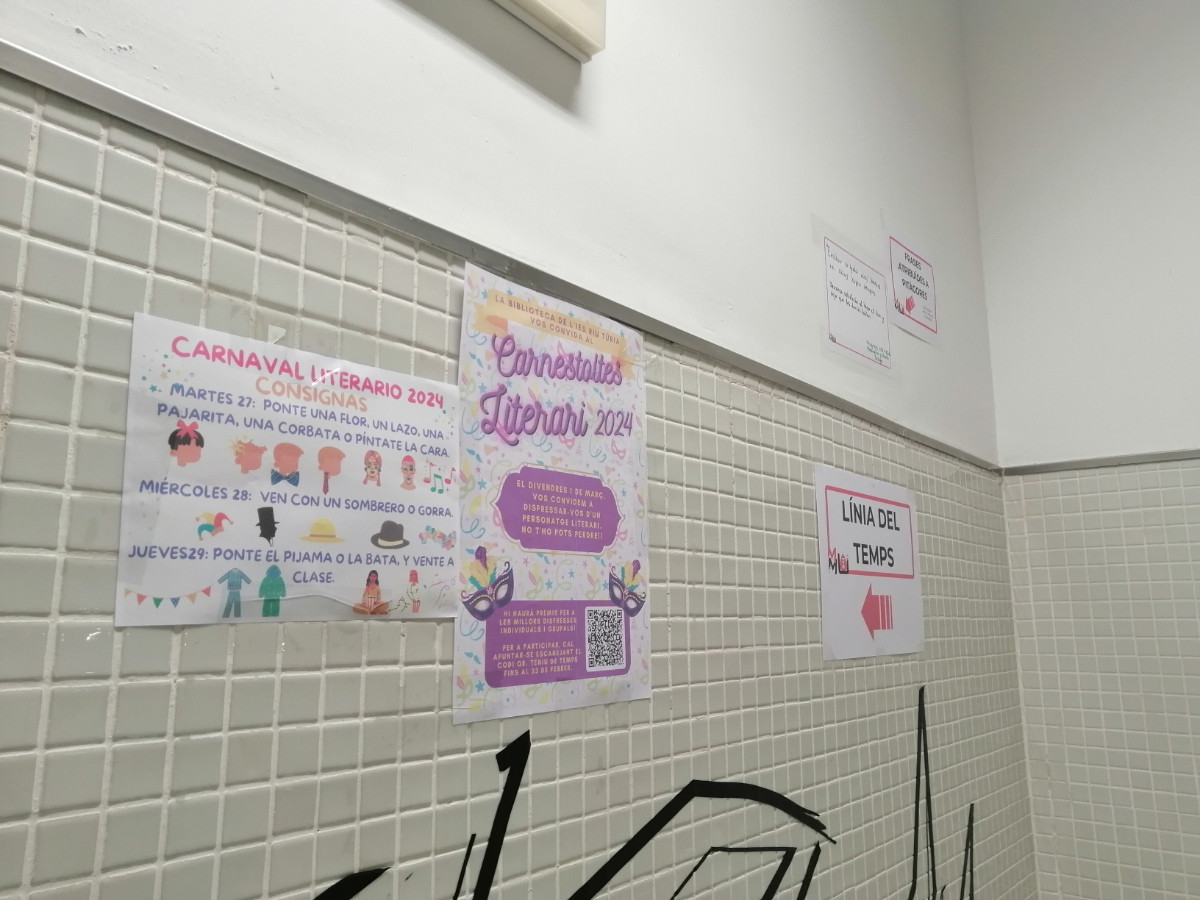 CARNAVAL LITERARIO 2024
CONSIGNAS
MARTES 27: PONTE UNA FLOR, UN LAZO, UNA
PAJARITA, UNA CORBATA O PÍNTATE LA CARA.
MIÉRCOLES 28: VEN CON UN SOMBRERO O GORRA.
JUEVES29: PONTE EL PIJAMA O LA BATA, Y VENTE A
CLASE.
LA BIBLIOTECA DE L'IES RIU TÚRIA
VOS CONVIDA AL
Carnestoltes
Literari 2024
EL DIVENDRES 1 DE MARÇ,
VOS CONVIDEM A
DISFRESSAR-VOS D'UN
PERSONATGE LITERARI.
NO T'HO POTS PERDRE!!
HI HAURÀ PREMIS PER A
LES MILLORS DISFRESSES
INDIVIDUALS I GRUPALS!
PER A PARTICIPAR, CAL
APUNTAR-SE ESCANEJANT EL
CODI QR. TENIU DE TEMPS
FINS AL 23 DE FEBRER.
FRASES
ATRIBUÏDES A
PITÀGORES
LÍNIA DEL
TEMPS